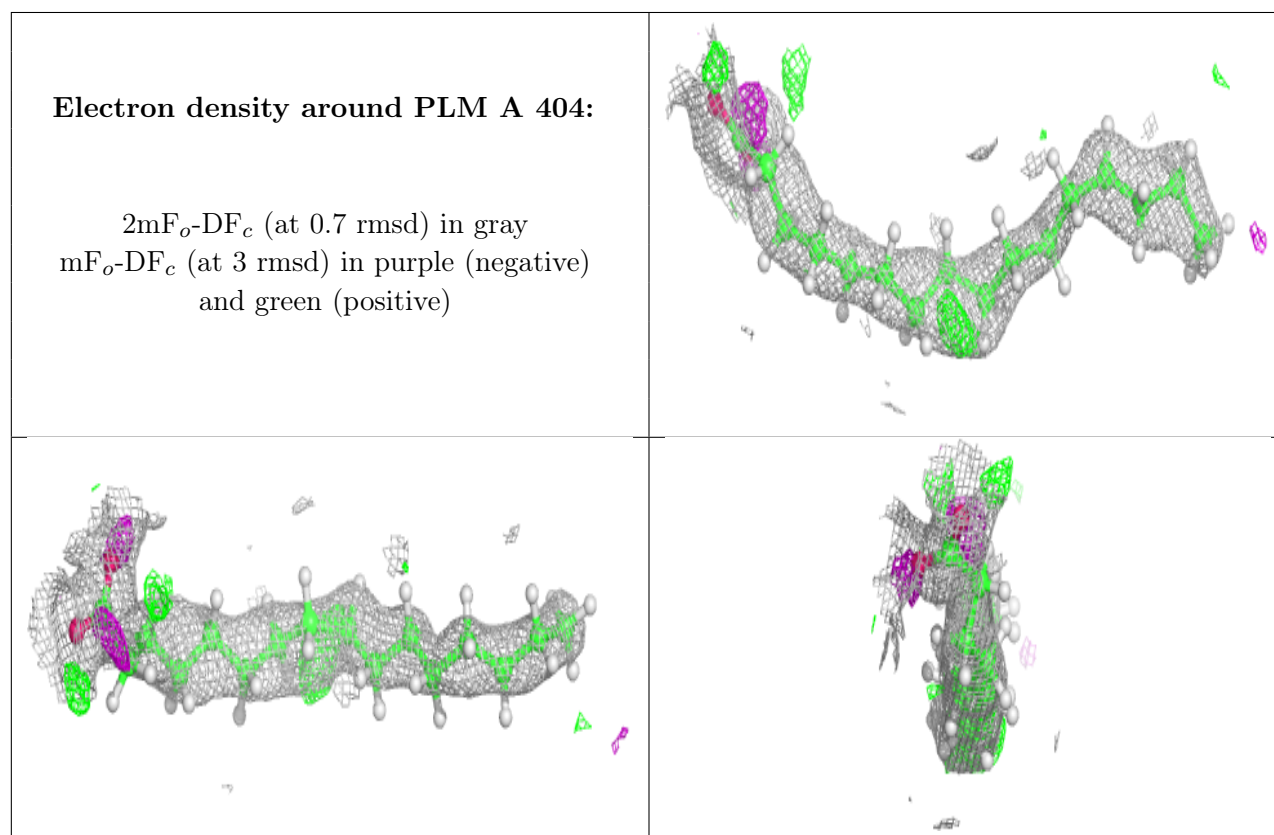 Electron density around PLM A 404:
2mFo-DFc (at 0.7 rmsd) in gray
mFo-DFc (at 3 rmsd) in purple (negative)
and green (positive)